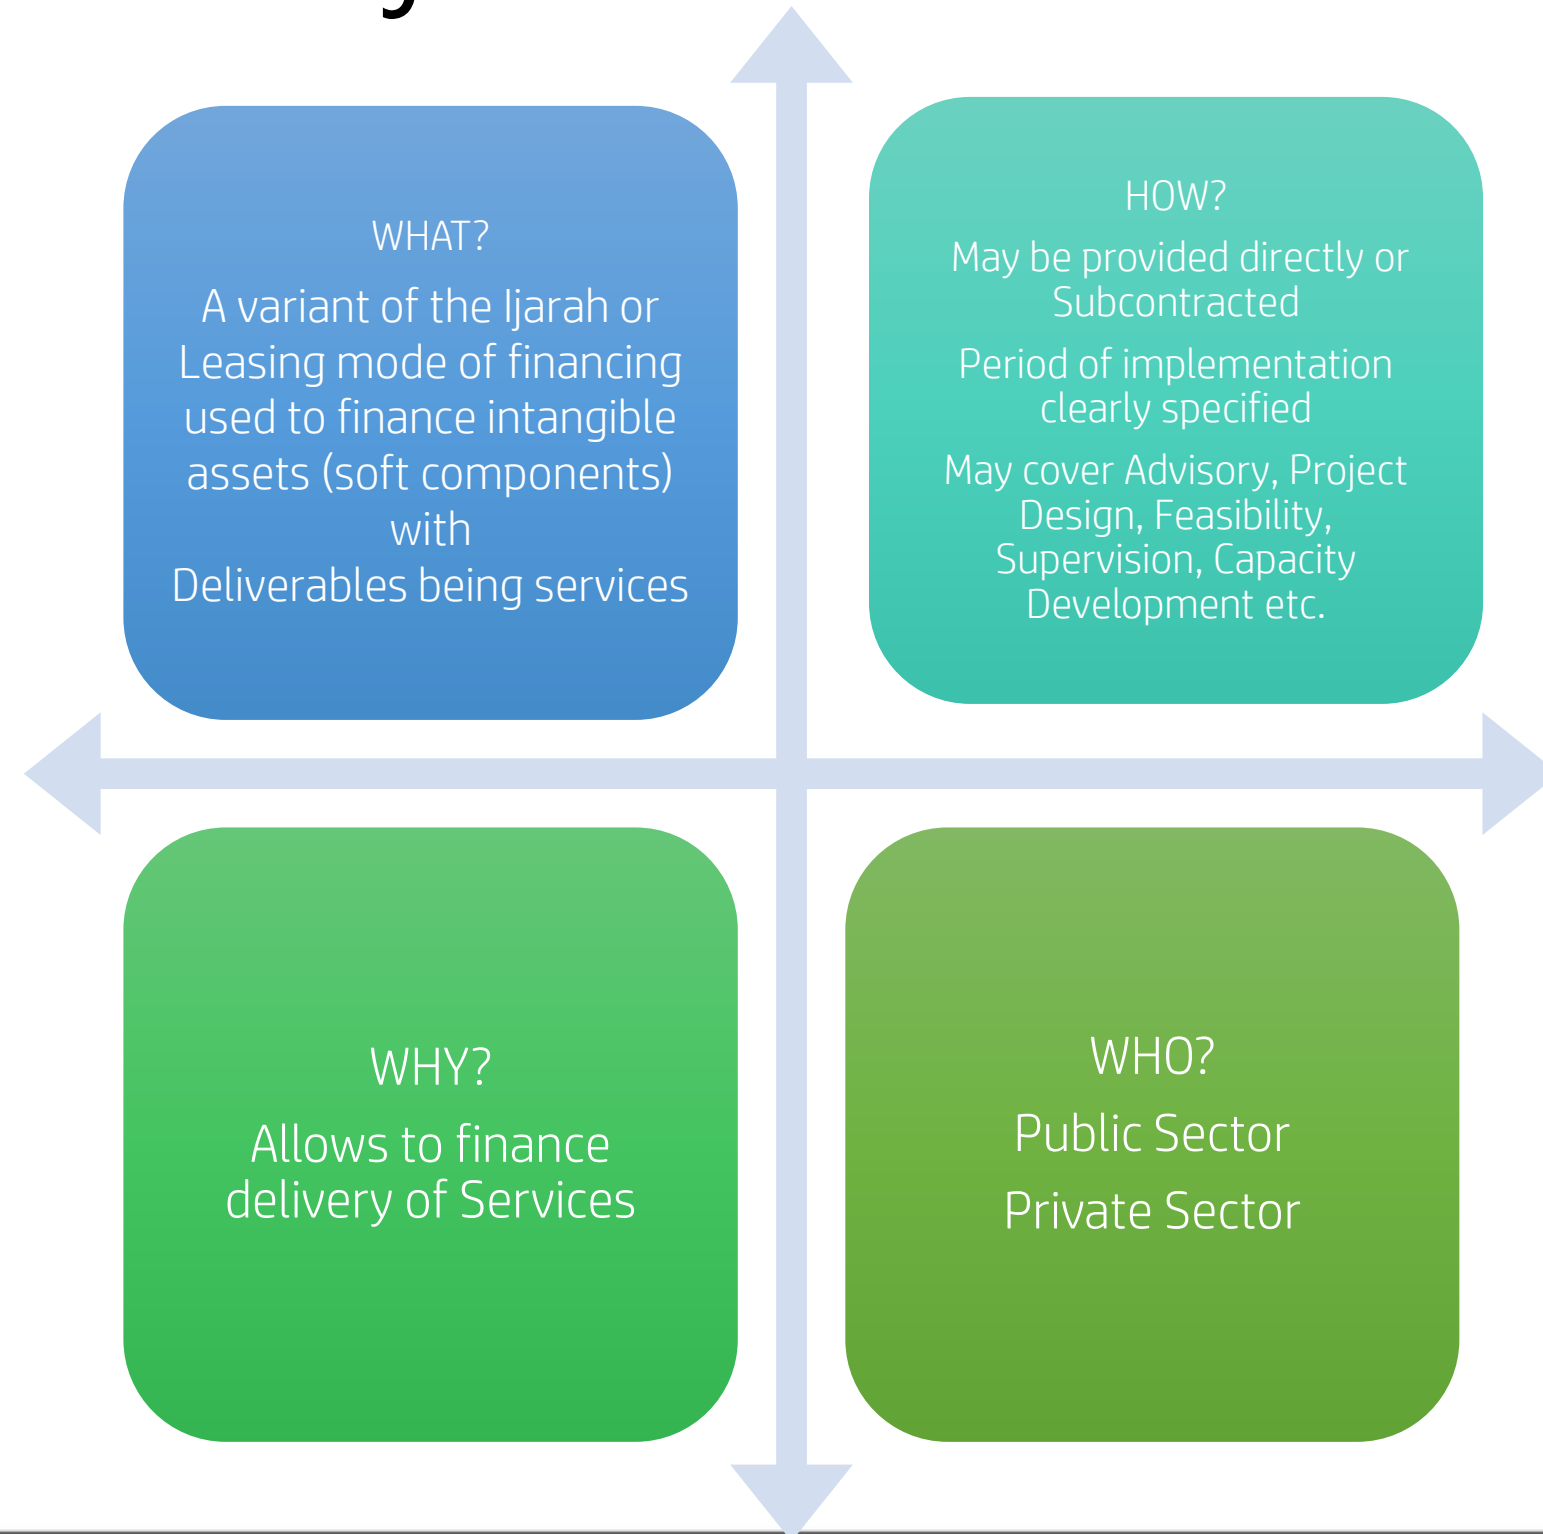 WHAT?
A variant of the Ijarah or
Leasing mode of financing
used to finance intangible
assets (soft components)
with
Deliverables being services
HOW?
May be provided directly or
Subcontracted
Period of implementation
clearly specified
May cover Advisory, Project
Design, Feasibility,
Supervision, Capacity
Development etc.
WHY?
Allows to finance
delivery of Services
WHO?
Public Sector
Private Sector